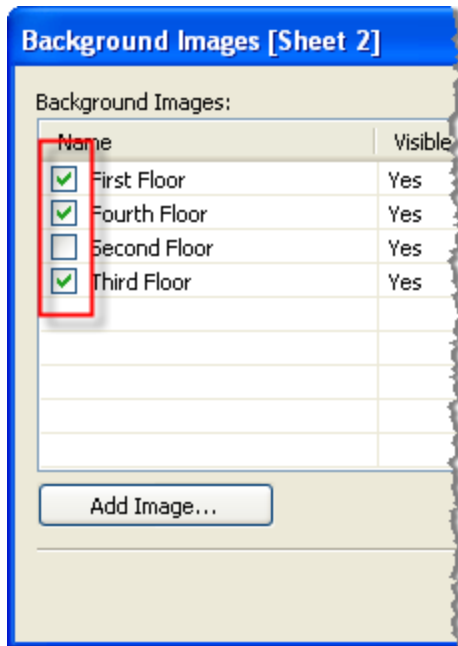 Background Images [Sheet 2]
Background Images:
Name Visible
First Floor Yes
Fourth Floor Yes
Second Floor Yes
Third Floor Yes
Add Image...